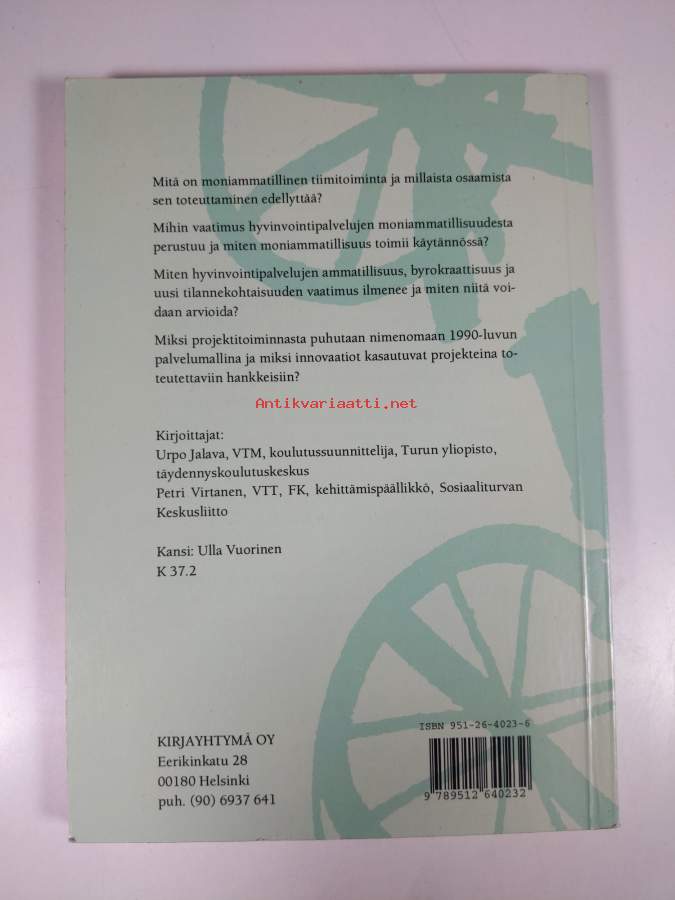 Mitä on moniammatillinen tiimitoiminta ja millaista osaamista
sen toteuttaminen edellyttää?
Mihin vaatimus hyvinvointipalvelujen moniammatillisuudesta
perustuu ja miten moniammatillisuus toimii käytännössä?
Miten hyvinvointipalvelujen ammatillisuus, byrokraattisuus ja
uusi tilannekohtaisuuden vaatimus ilmenee ja miten niitä voi-
daan arvioida?
Miksi projektitoiminnasta puhutaan nimenomaan 1990-luvun
palvelumallina ja miksi innovaatiot kasautuvat projekteina to-
teutettaviin hankkeisiin?
Antikvariaatti.net
Kirjoittajat:
Urpo Jalava, VTM, koulutussuunnittelija, Turun yliopisto,
täydennyskoulutuskeskus
Petri Virtanen, VTT, FK, kehittämispäällikkö, Sosiaaliturvan
Keskusliitto
Kansi: Ulla Vuorinen
K 37.2
KIRJAYHTYMÄ OY
Eerikinkatu 28
00180 Helsinki
puh. (90) 6937 641
ISBN 951-26-4023-6
9 789512 640232